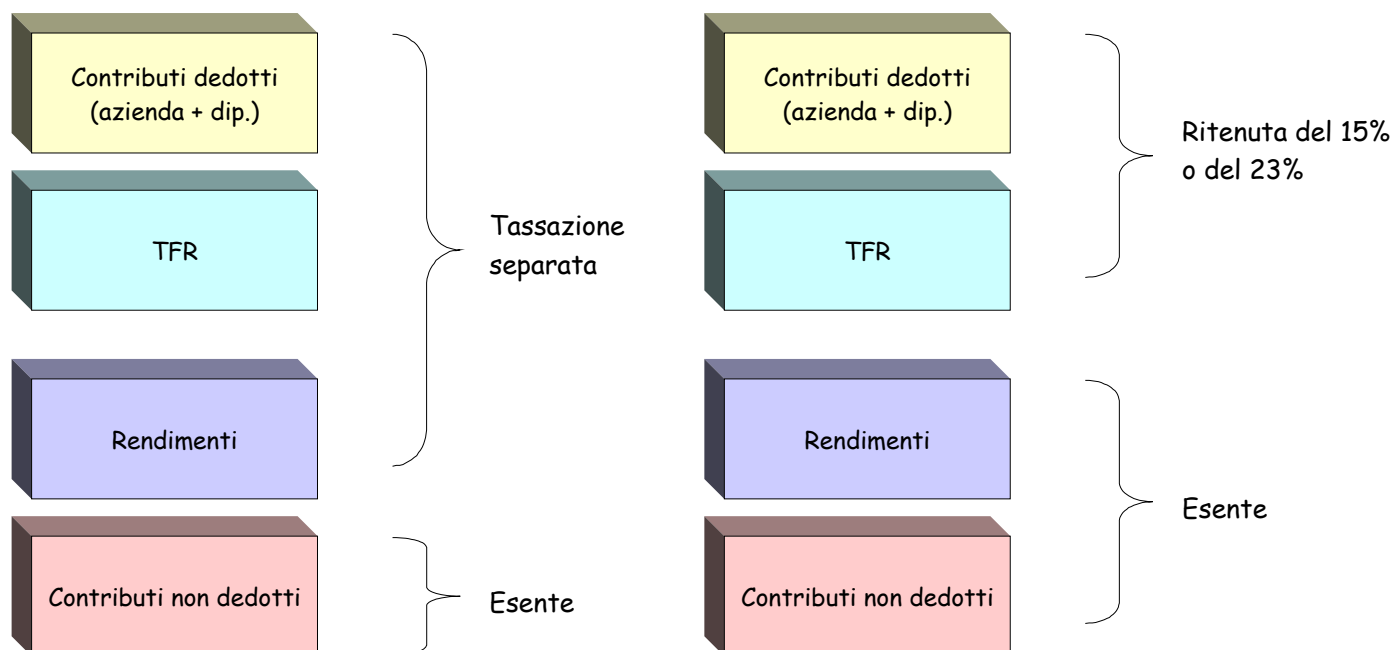 Contributi dedotti
(azienda + dip.)
TFR
Rendimenti
Contributi non dedotti
Tassazione
separata
Esente
Contributi dedotti
(azienda + dip.)
TFR
Rendimenti
Contributi non dedotti
Ritenuta del 15%
o del 23%
Esente